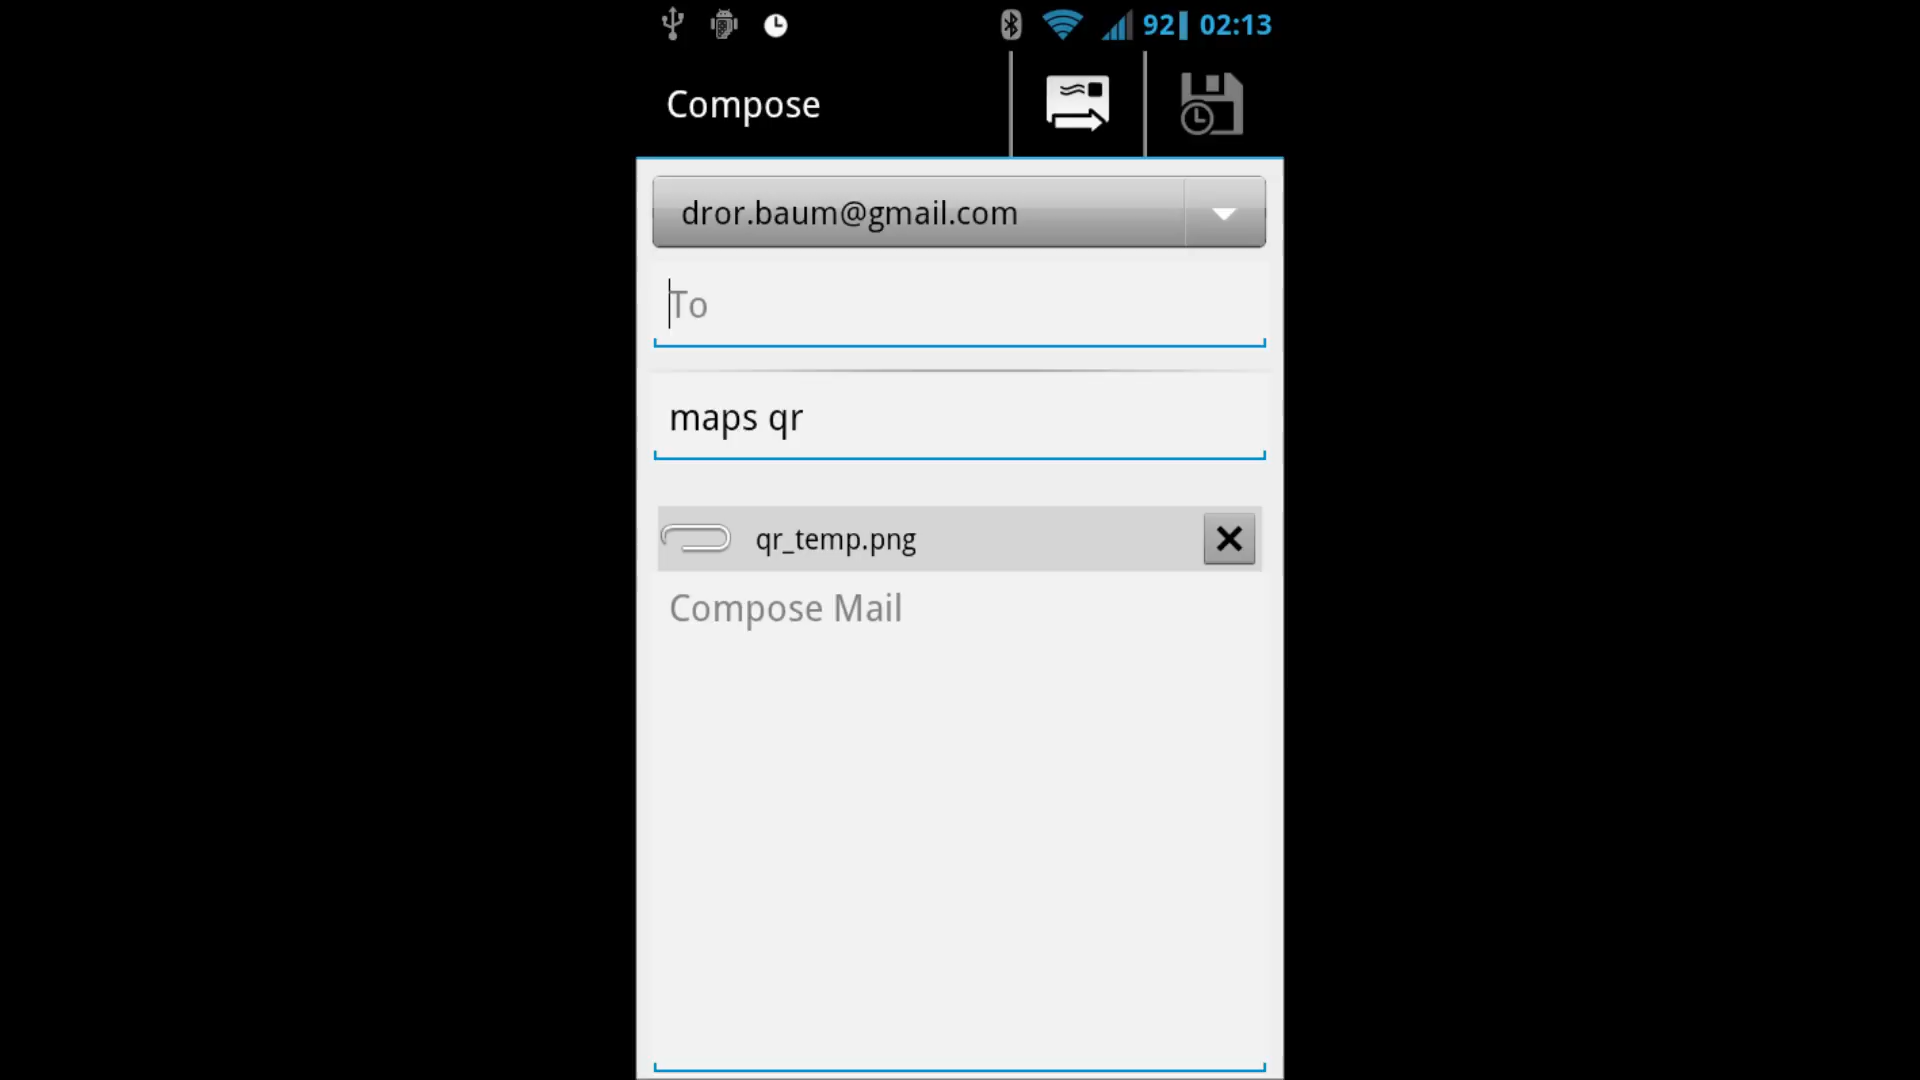 92 02:13
Compose
dror.baum@gmail.com
To
maps qr
qr_temp.png
Compose Mail